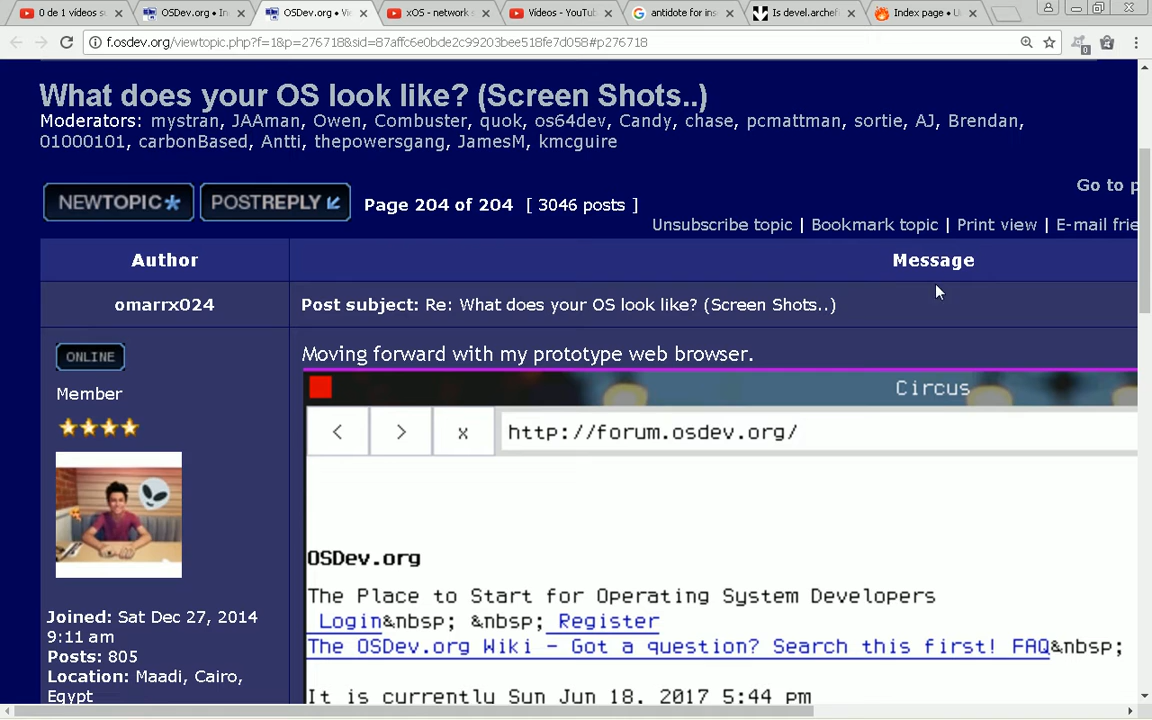 0 de 1 vídeos s
OSDev.org • In
OSDev.org • Vi
xOS - network s
Vídeos - YouTu
antidote for ins
Is devel.archef
Index page • U
f.osdev.org/viewtopic.php?f=1&p=276718&sid=87affc6e0bde2c99203bee518fe7d058#p276718
0
What does your OS look like? (Screen Shots..)
Moderators: mystran, JAAman, Owen, Combuster, quok, os64dev, Candy, chase, pcmattman, sortie, AJ, Brendan,
01000101, carbonBased, Antti, thepowersgang, JamesM, kmcguire
Go to p
NEWTOPIC* POSTREPLY Page 204 of 204 [ 3046 posts ]
Unsubscribe topic | Bookmark topic | Print view | E-mail frie
Author Message
omarrx024 Post subject: Re: What does your OS look like? (Screen Shots..)
ONLINE
Member
Joined: Sat Dec 27, 2014
9:11 am
Posts: 805
Location: Maadi, Cairo,
Egypt
Moving forward with my prototype web browser.
Circus
< > x http://forum.osdev.org/
OSDev.org
The Place to Start for Operating System Developers
Login&nbsp; &nbsp; Register
The OSDev.org Wiki - Got a question? Search this first! FAQ&nbsp;
It is currently Sun Jun 18, 2017 5:44 pm